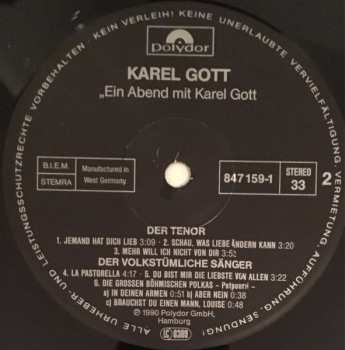 KEIN VERLEIH! KEINE UNERLAUBTE VERVIELFÄLTIGUNG, VERMIETUNG, AUFFÜHRUNG, SENDUNG!
ALLE URHEBER- UND LEISTUNGSSCHUTZRECHTE VORBEHALTEN
polydor
KAREL GOTT
„Ein Abend mit Karel Gott
B.I.E.M.
STEMRA
Manufactured in
West Germany
847 159-1
STEREO
33
2
DER TENOR
1. JEMAND HAT DICH LIEB 3:09 · 2. SCHAU, WAS LIEBE ÄNDERN KANN 3:20
3. MEHR WILL ICH NICHT VON DIR
DER VOLKSTÜMLICHE SÄNGER
4. LA PASTORELLA 4:17 · 5. DU BIST MIR DIE LIEBSTE VON ALLEN 3:22
6. DIE GROSSEN BÖHMISCHEN POLKAS - Potpourri -
a) IN DEINEN ARMEN 0:51 b) ABER NEIN 0:38
c) BRAUCHST DU EINEN MANN, LOUISE 0:48
℗ 1990 Polydor GmbH,
Hamburg
LC 0309